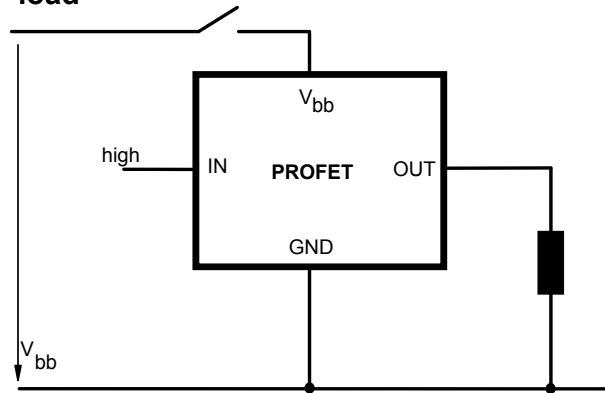 load
V_bb
high
IN
PROFET
OUT
GND
V_bb